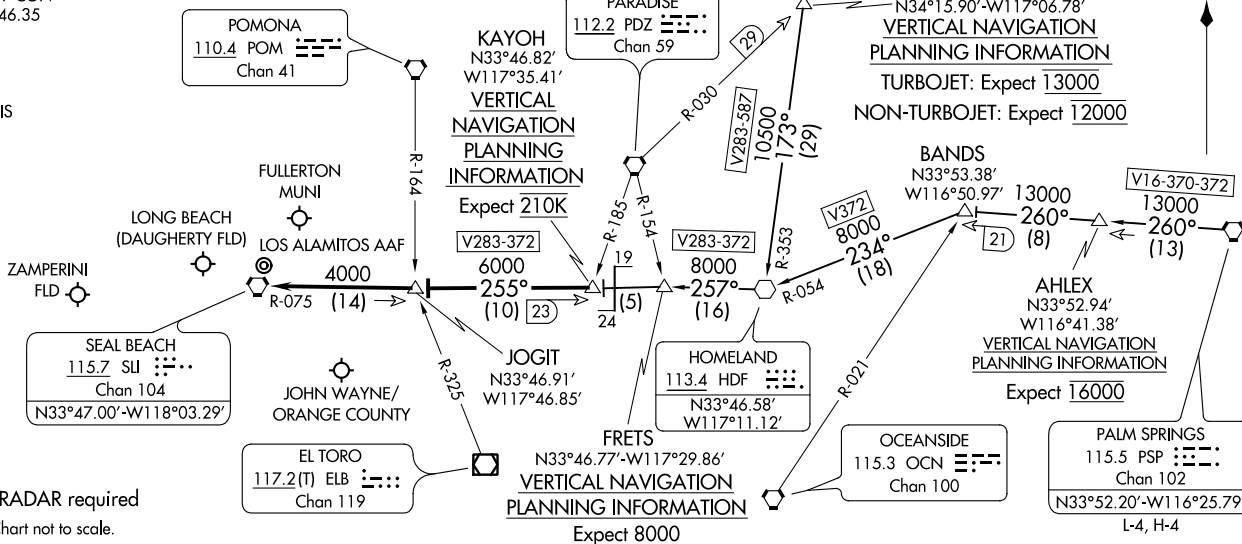 46.35
POMONA
110.4 POM
Chan 41
PARADISE
112.2 PDZ
Chan 59
KAYOH
N33°46.82'
W117°35.41'
VERTICAL
NAVIGATION
PLANNING
INFORMATION
Expect 210K
N34°15.90'-W117°06.78'
VERTICAL NAVIGATION
PLANNING INFORMATION
TURBOJET: Expect 13000
NON-TURBOJET: Expect 12000
29
R-030
V283-587
10500
173°
(29)
R-164
R-185
R-154
R-353
FULLERTON
MUNI
LONG BEACH
(DAUGHERTY FLD)
LOS ALAMITOS AAF
ZAMPERINI
FLD
BANDS
N33°53.38'
W116°50.97'
13000
260°
(8)
21
V16-370-372
13000
260°
(13)
V372
8000
234°
(18)
R-054
V283-372
8000
257°
(16)
19
(5)
24
V283-372
6000
255°
(10)
23
4000
(14)
R-075
SEAL BEACH
115.7 SLI
Chan 104
N33°47.00'-W118°03.29'
JOHN WAYNE/
ORANGE COUNTY
R-325
JOGIT
N33°46.91'
W117°46.85'
EL TORO
117.2(T) ELB
Chan 119
HOMELAND
113.4 HDF
N33°46.58'
W117°11.12'
FRETS
N33°46.77'-W117°29.86'
VERTICAL NAVIGATION
PLANNING INFORMATION
Expect 8000
R-021
OCEANSIDE
115.3 OCN
Chan 100
AHLEX
N33°52.94'
W116°41.38'
VERTICAL NAVIGATION
PLANNING INFORMATION
Expect 16000
PALM SPRINGS
115.5 PSP
Chan 102
N33°52.20'-W116°25.79
L-4, H-4
RADAR required
hart not to scale.
IS